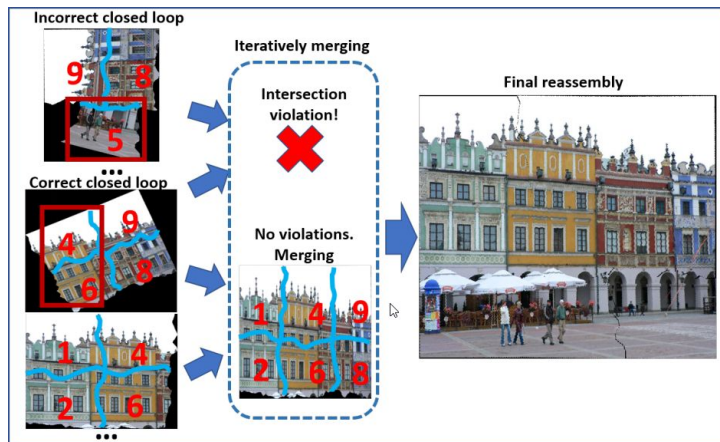 Incorrect closed loop
9
8
5
...
Correct closed loop
4
9
6
8
1
4
2
6
...
Iteratively merging
Intersection
violation!
No violations.
Merging
1
4
9
2
6
8
Final reassembly